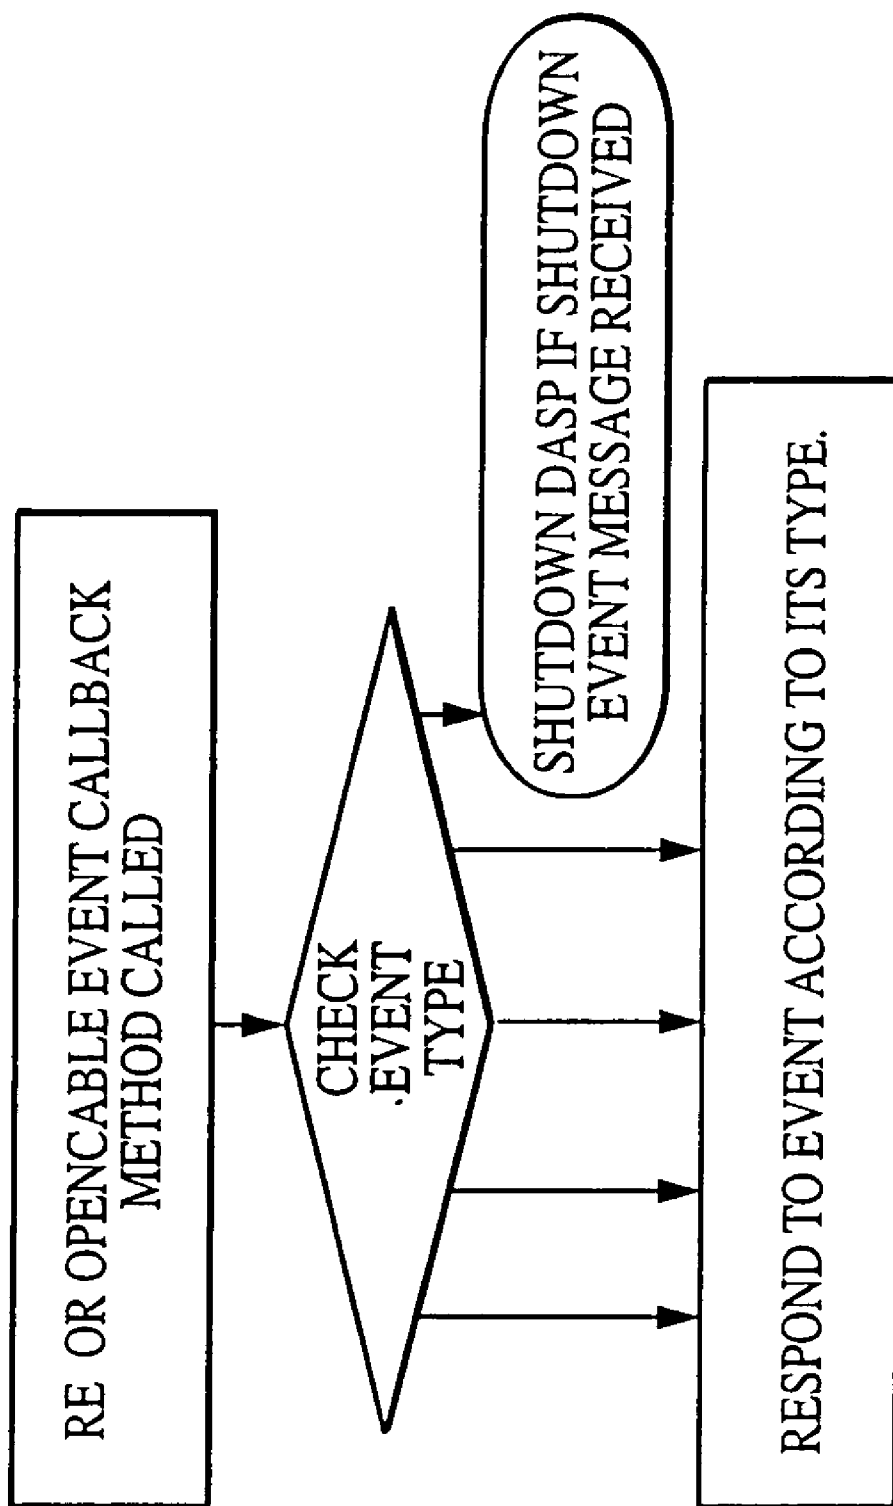 RE OR OPENCABLE EVENT CALLBACK
METHOD CALLED
CHECK
EVENT
TYPE
SHUTDOWN DASP IF SHUTDOWN
EVENT MESSAGE RECEIVED
RESPOND TO EVENT ACCORDING TO ITS TYPE.